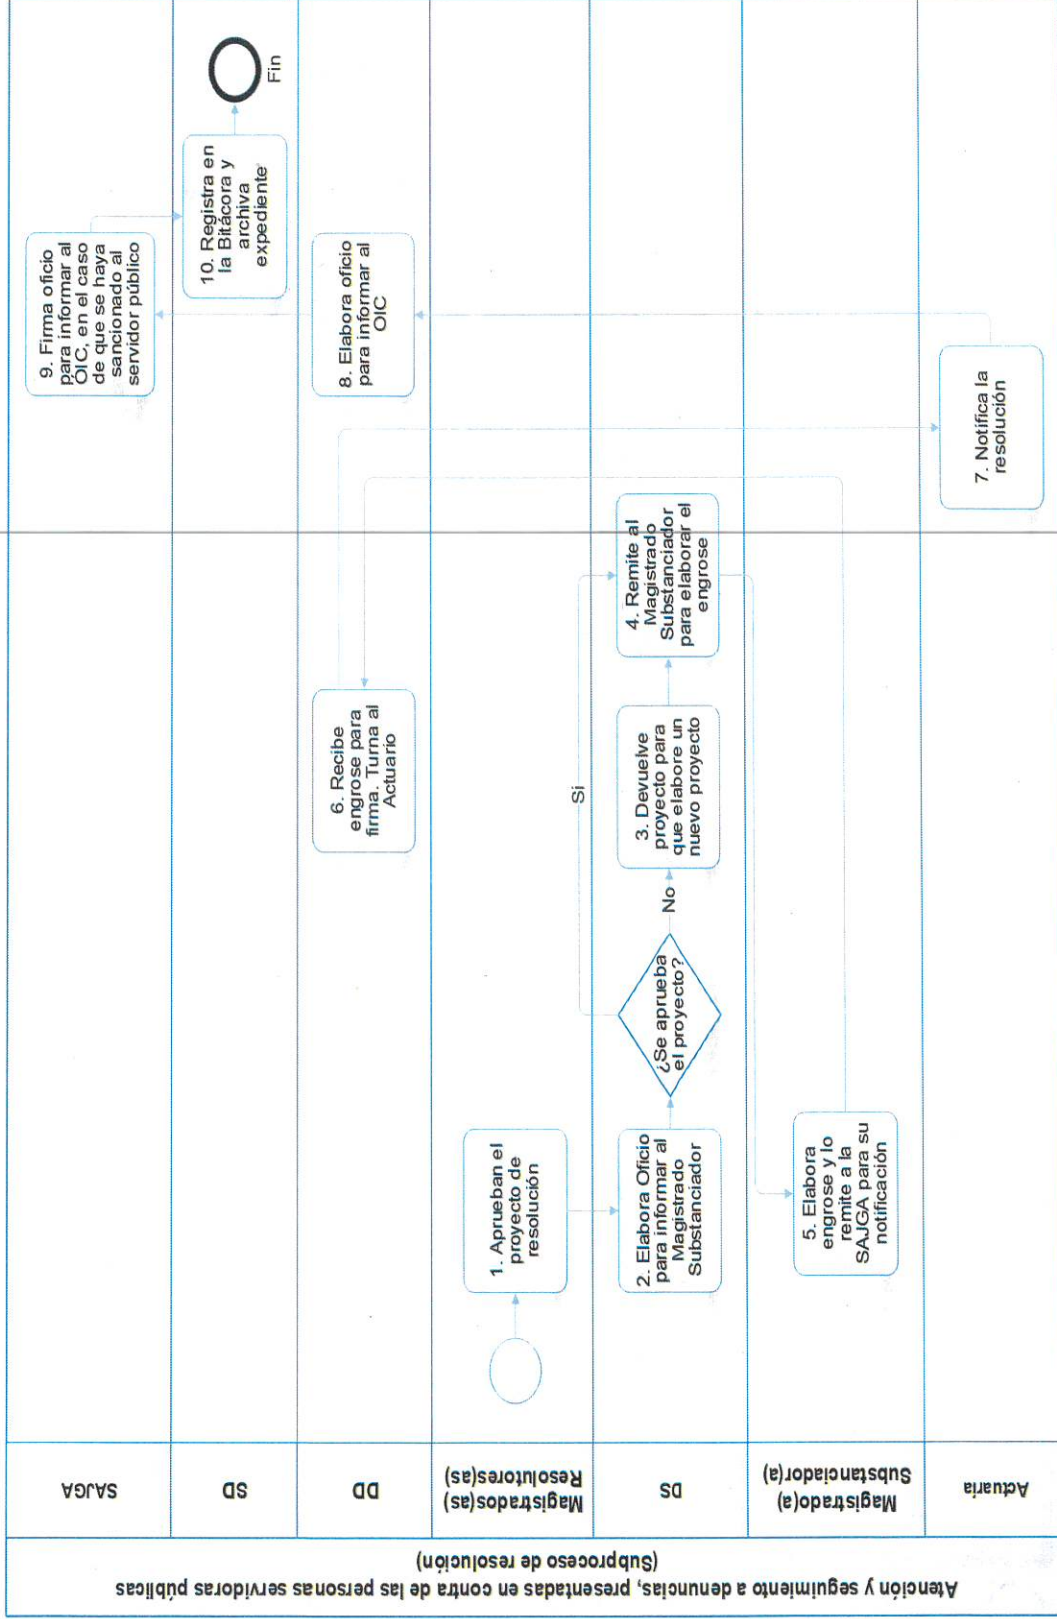 Atención y seguimiento a denuncias, presentadas en contra de las personas servidoras públicas
(Subproceso de resolución)
SAJGA
SD
DD
Magistrados(as)
Resolutores(as)
DS
Magistrado(a)
Substanciador(a)
Actuaria
1. Aprueban el
proyecto de
resolución
2. Elabora Oficio
para informar al
Magistrado
Substanciador
¿Se aprueba
el proyecto?
No
Si
3. Devuelve
proyecto para
que elabore un
nuevo proyecto
4. Remite al
Magistrado
Substanciador
para elaborar el
engrose
5. Elabora
engrose y lo
remite a la
SAJGA para su
notificación
6. Recibe
engrose para
firma. Turna al
Actuario
7. Notifica la
resolución
8. Elabora oficio
para informar al
OIC
9. Firma oficio
para informar al
OIC, en el caso
de que se haya
sancionado al
servidor público
10. Registra en
la Bitácora y
archiva
expediente
Fin